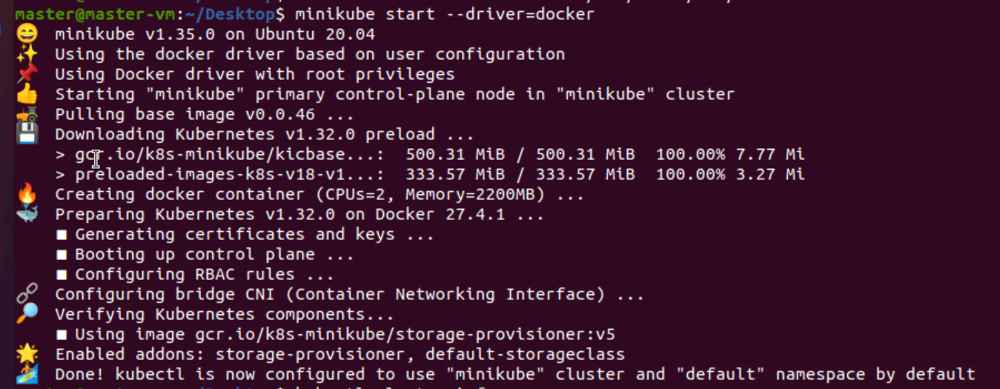 master@master-vm:~/Desktop$ minikube start --driver=docker
😄 minikube v1.35.0 on Ubuntu 20.04
✨ Using the docker driver based on user configuration
📌 Using Docker driver with root privileges
👍 Starting "minikube" primary control-plane node in "minikube" cluster
🚜 Pulling base image v0.0.46 ...
💾 Downloading Kubernetes v1.32.0 preload ...
> gcr.io/k8s-minikube/kicbase...: 500.31 MiB / 500.31 MiB 100.00% 7.77 Mi
> preloaded-images-k8s-v18-v1...: 333.57 MiB / 333.57 MiB 100.00% 3.27 Mi
🔥 Creating docker container (CPUs=2, Memory=2200MB) ...
🐳 Preparing Kubernetes v1.32.0 on Docker 27.4.1 ...
■ Generating certificates and keys ...
■ Booting up control plane ...
■ Configuring RBAC rules ...
🔗 Configuring bridge CNI (Container Networking Interface) ...
🔎 Verifying Kubernetes components...
■ Using image gcr.io/k8s-minikube/storage-provisioner:v5
🌟 Enabled addons: storage-provisioner, default-storageclass
🏄 Done! kubectl is now configured to use "minikube" cluster and "default" namespace by default